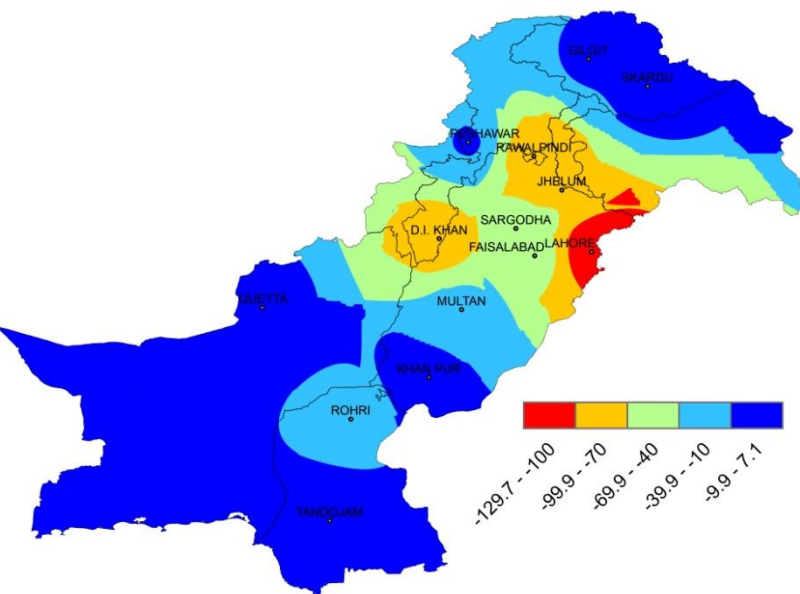 GILGIT
SKARDU
PESHAWAR
RAWALPINDI
JHELUM
SARGODHA
D.I. KHAN
FAISALABAD
LAHORE
QUETTA
MULTAN
KHAN PUR
ROHRI
TANDOJAM
-129.7 - -100
-99.9 - -70
-69.9 - -40
-39.9 - -10
-9.9 - 7.1